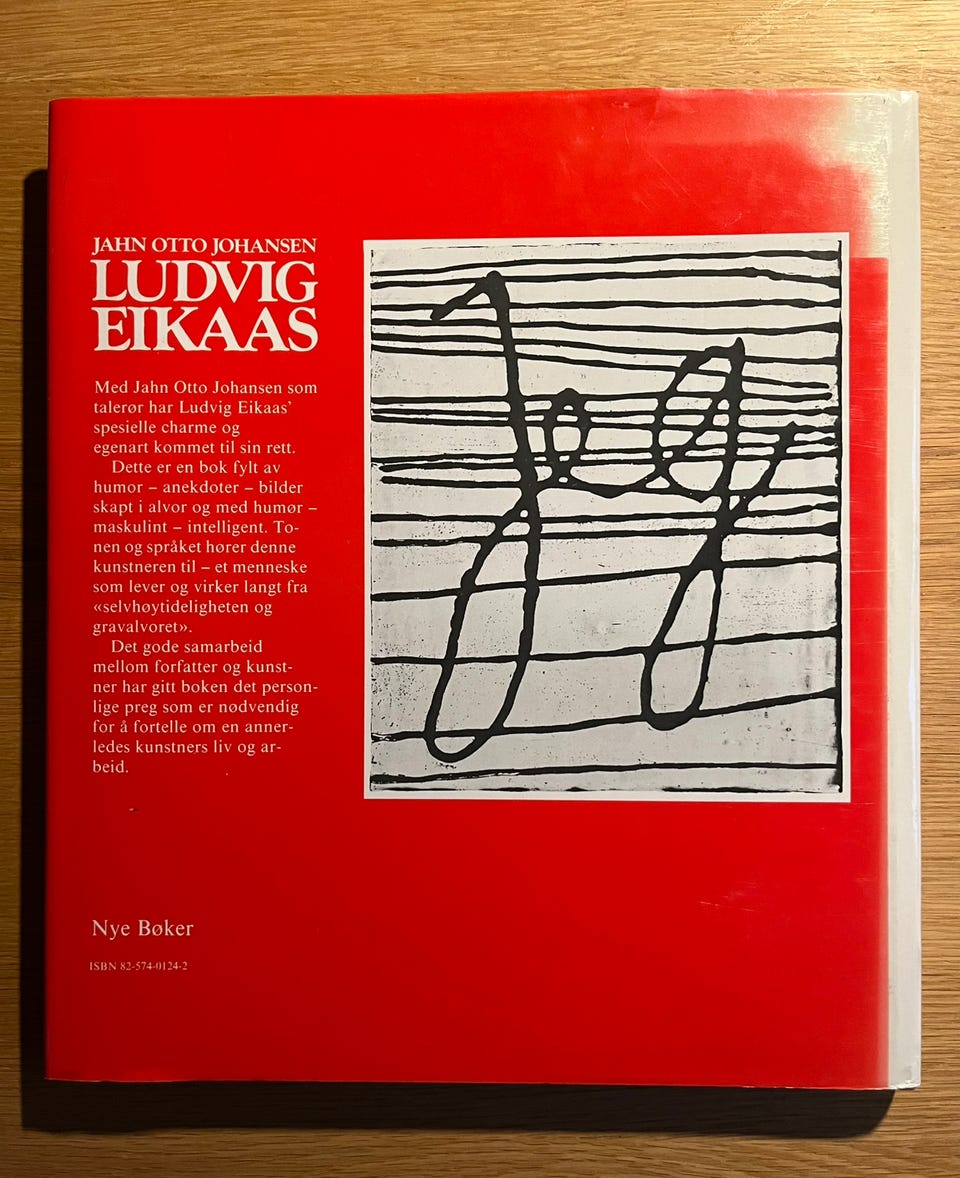 JAHN OTTO JOHANSEN
LUDVIG
EIKAAS
Med Jahn Otto Johansen som
talerør har Ludvig Eikaas'
spesielle charme og
egenart kommet til sin rett.
Dette er en bok fylt av
humor – anekdoter – bilder
skapt i alvor og med humør –
maskulint – intelligent. To-
nen og språket hører denne
kunstneren til – et menneske
som lever og virker langt fra
«selvhøytideligheten og
gravalvoret».
Det gode samarbeid
mellom forfatter og kunst-
ner har gitt boken det person-
lige preg som er nødvendig
for å fortelle om en anner-
ledes kunstners liv og ar-
beid.
Jeg
Nye Bøker
ISBN 82-574-0124-2